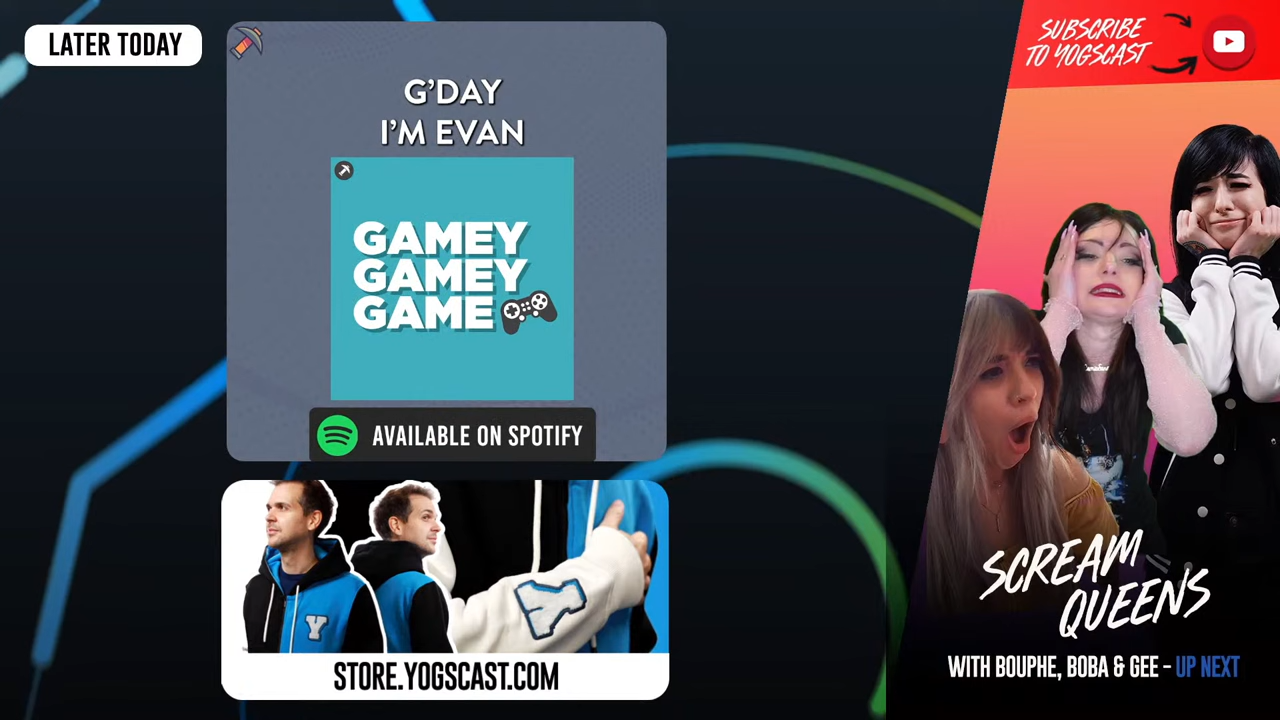 LATER TODAY
G'DAY
I'M EVAN
GAMEY
GAMEY
GAME
AVAILABLE ON SPOTIFY
Y
Y
STORE.YOGSCAST.COM
SUBSCRIBE
TO YOGSCAST
SCREAM
QUEENS
WITH BOUPHE, BOBA & GEE - UP NEXT